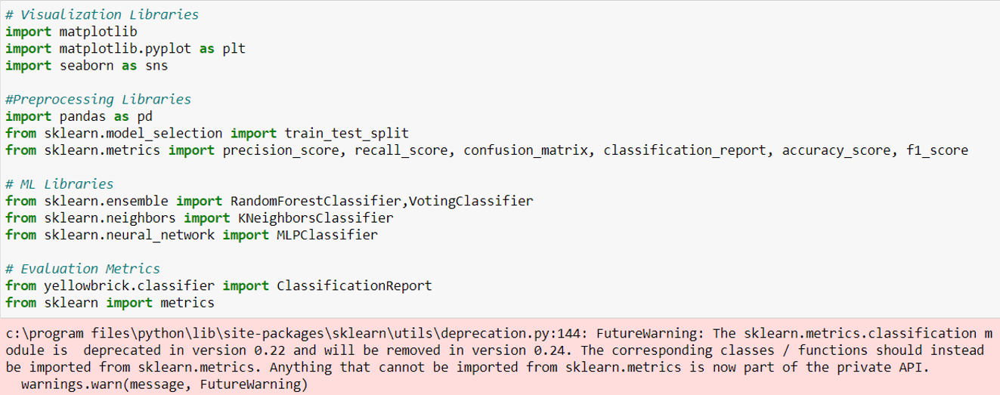 # Visualization Libraries
import matplotlib
import matplotlib.pyplot as plt
import seaborn as sns
#Preprocessing Libraries
import pandas as pd
from sklearn.model_selection import train_test_split
from sklearn.metrics import precision_score, recall_score, confusion_matrix, classification_report, accuracy_score, f1_score
# ML Libraries
from sklearn.ensemble import RandomForestClassifier,VotingClassifier
from sklearn.neighbors import KNeighborsClassifier
from sklearn.neural_network import MLPClassifier
# Evaluation Metrics
from yellowbrick.classifier import ClassificationReport
from sklearn import metrics
c:\program files\python\lib\site-packages\sklearn\utils\deprecation.py:144: FutureWarning: The sklearn.metrics.classification m
odule is  deprecated in version 0.22 and will be removed in version 0.24. The corresponding classes / functions should instead
be imported from sklearn.metrics. Anything that cannot be imported from sklearn.metrics is now part of the private API.
  warnings.warn(message, FutureWarning)